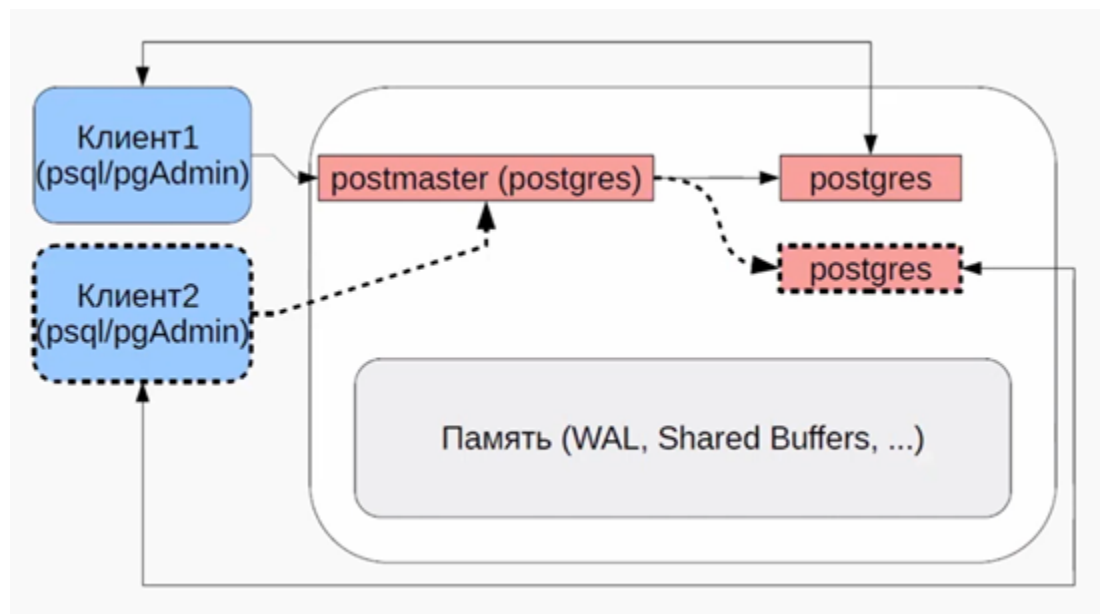 Клиент1
(psql/pgAdmin)
postmaster (postgres)
postgres
postgres
Клиент2
(psql/pgAdmin)
Память (WAL, Shared Buffers, ...)